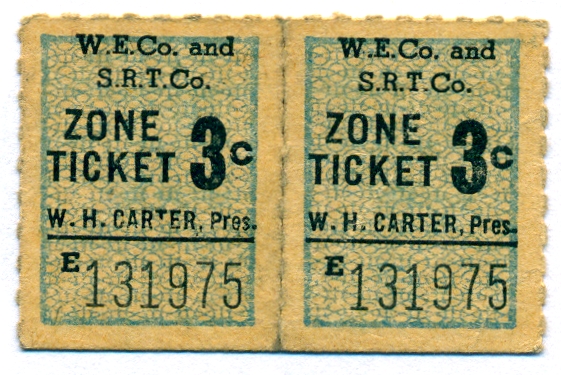 W.E.Co. and
S.R.T.Co.
ZONE
TICKET 3c
W. H. CARTER, Pres.
E 131975
W.E.Co. and
S.R.T.Co.
ZONE
TICKET 3c
W. H. CARTER, Pres.
E 131975